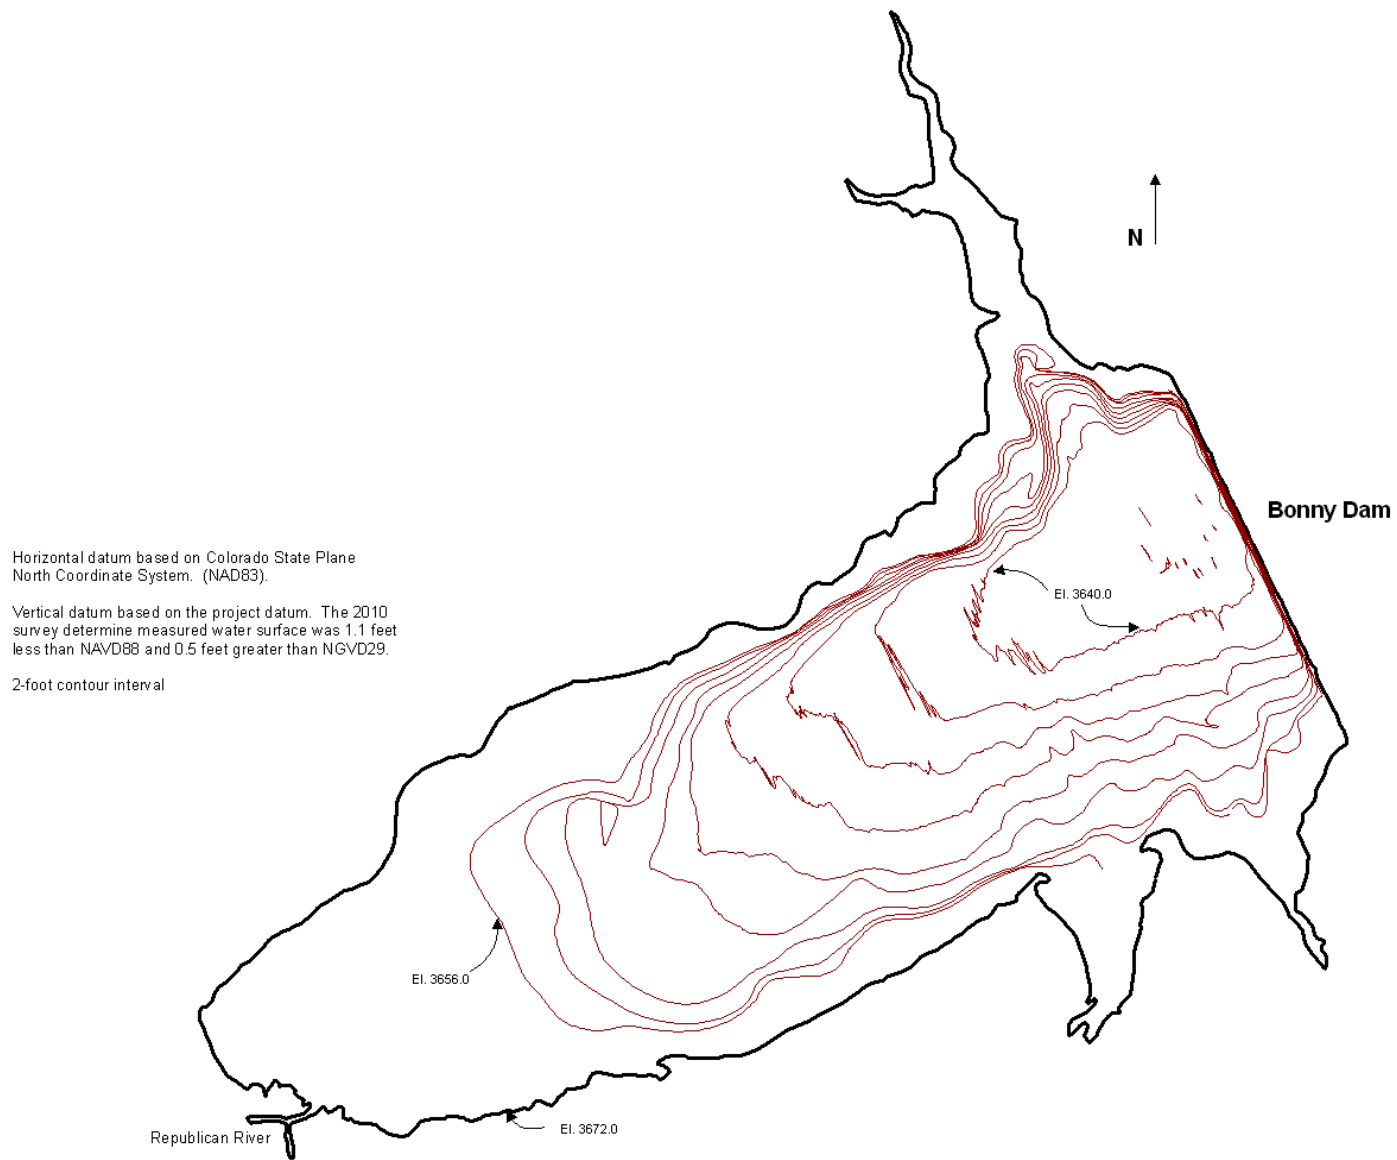 N
Bonny Dam
Horizontal datum based on Colorado State Plane
North Coordinate System.  (NAD83).
Vertical datum based on the project datum.  The 2010
survey determine measured water surface was 1.1 feet
less than NAVD88 and 0.5 feet greater than NGVD29.
2-foot contour interval
El. 3640.0
El. 3656.0
El. 3672.0
Republican River